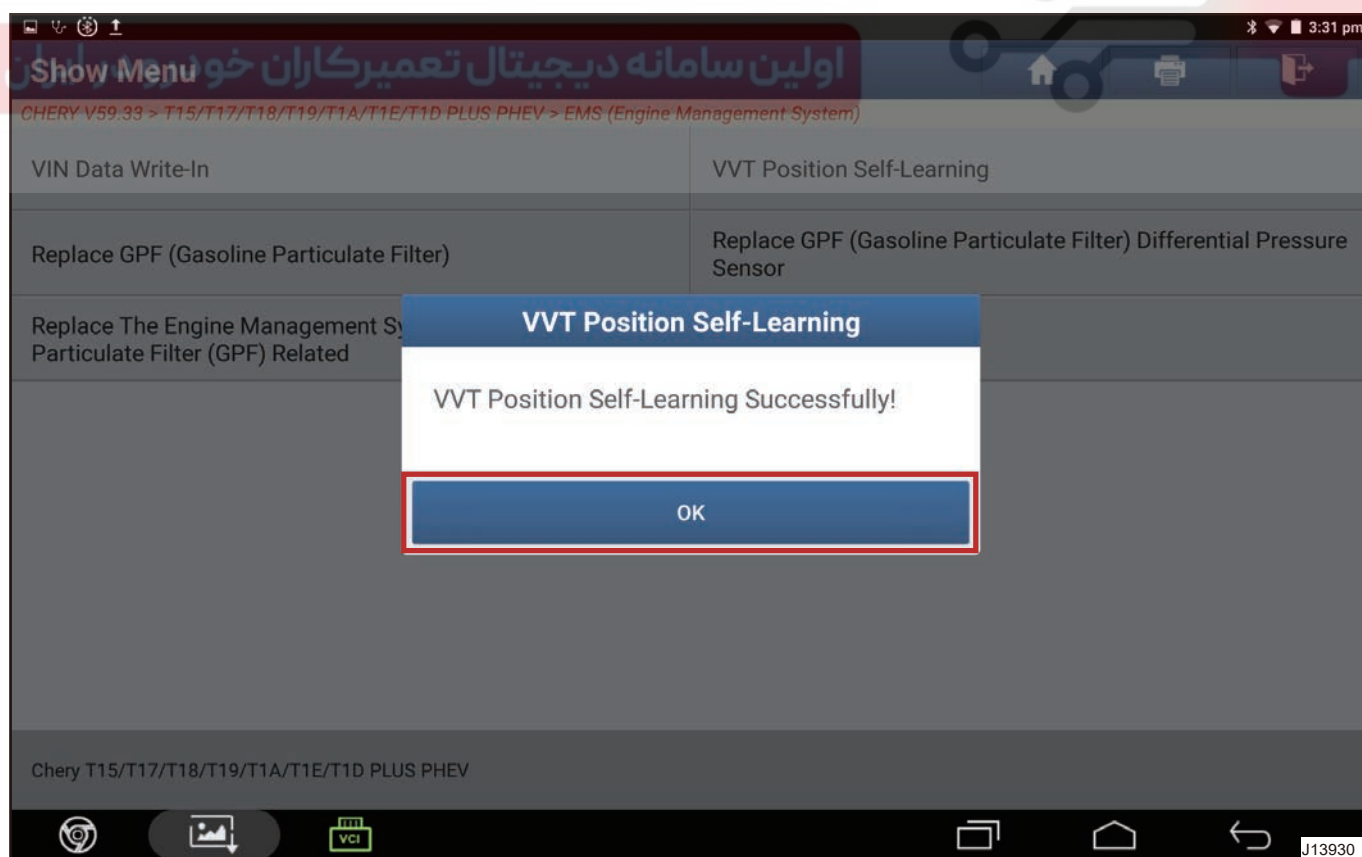 3:31 pm
اولین سامانه دیجیتال تعمیرکاران خودرو در ایران
Show Menu
CHERY V59.33 > T15/T17/T18/T19/T1A/T1E/T1D PLUS PHEV > EMS (Engine Management System)
VIN Data Write-In
VVT Position Self-Learning
Replace GPF (Gasoline Particulate Filter)
Replace GPF (Gasoline Particulate Filter) Differential Pressure
Sensor
Replace The Engine Management Sy
Particulate Filter (GPF) Related
VVT Position Self-Learning
VVT Position Self-Learning Successfully!
OK
Chery T15/T17/T18/T19/T1A/T1E/T1D PLUS PHEV
VCI
J13930